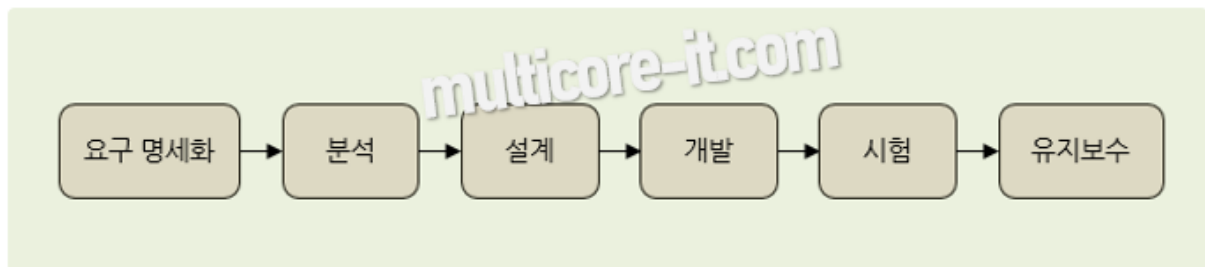 multicore-it.com
요구 명세화
분석
설계
개발
시험
유지보수